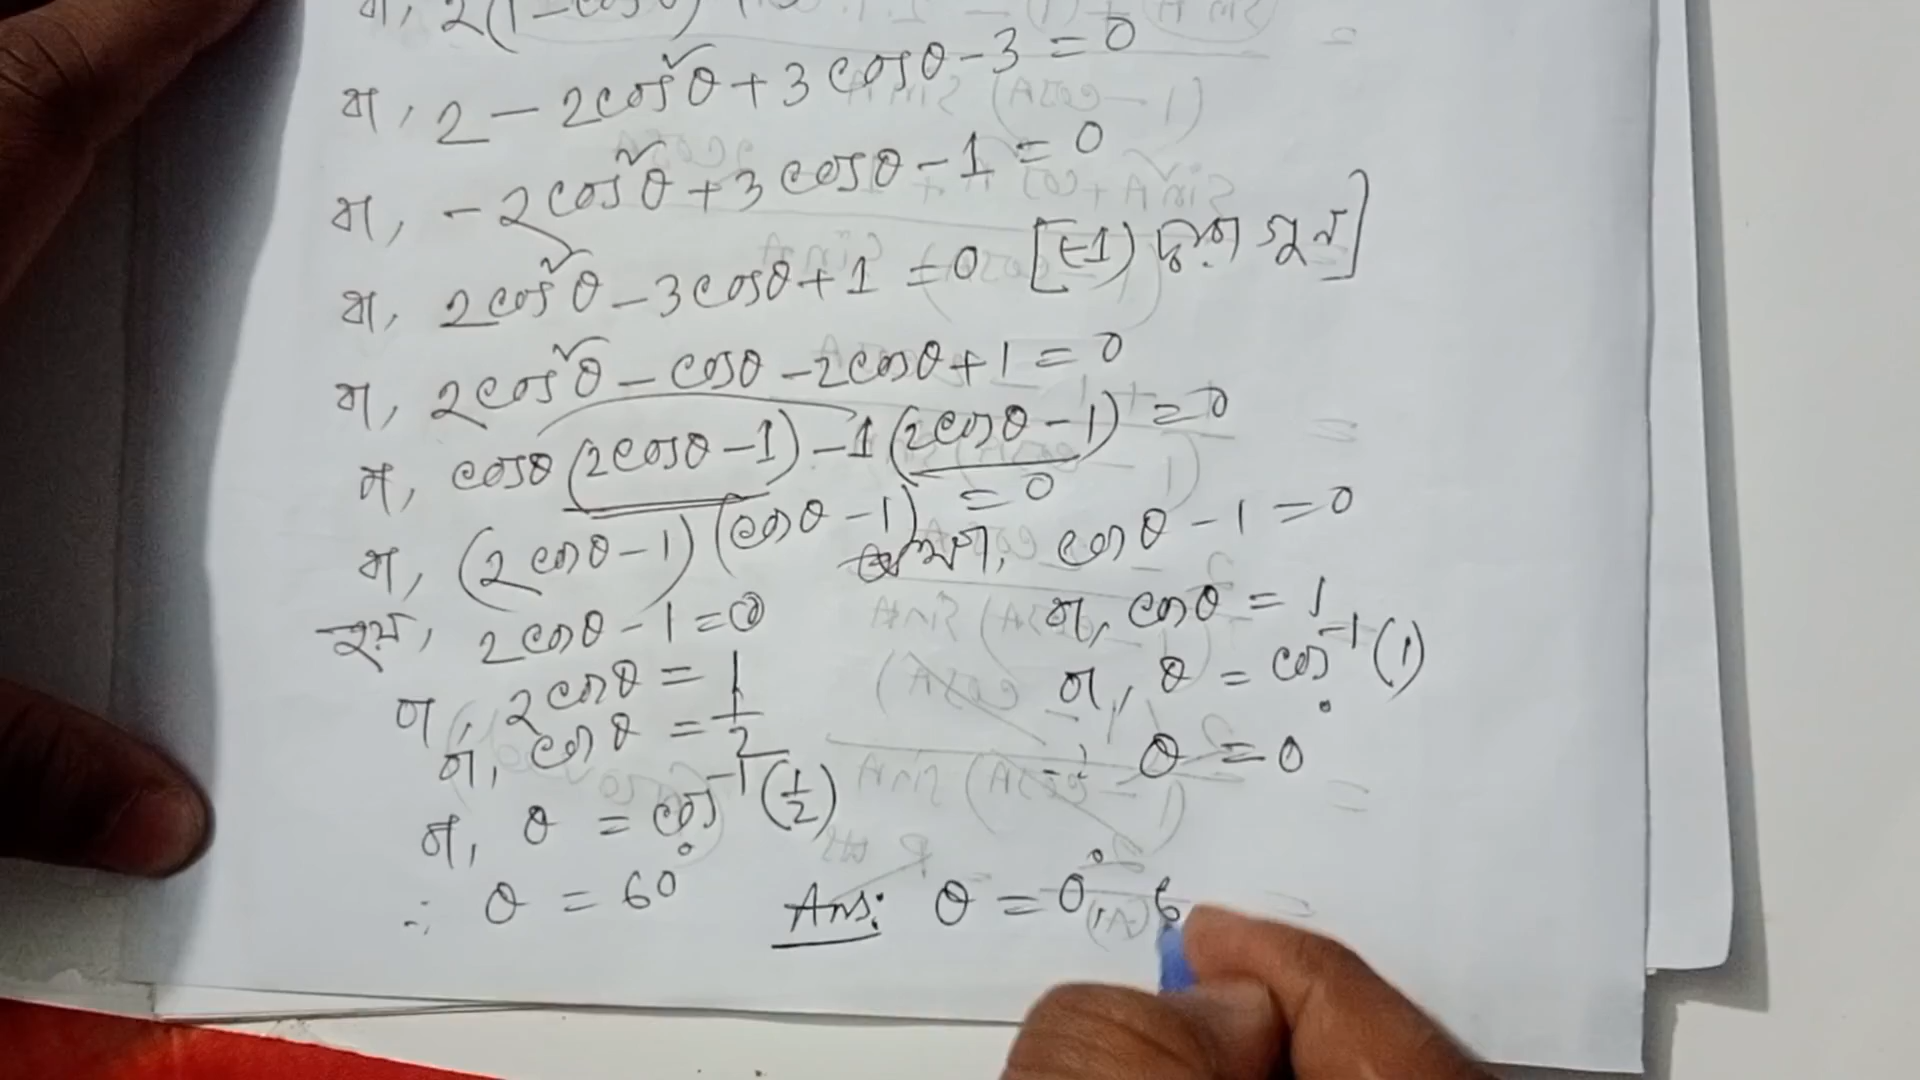 বা, 2(1-cos²θ)
বা, 2 - 2cos²θ + 3cosθ - 3 = 0
বা, -2cos²θ + 3cosθ - 1 = 0
বা, 2cos²θ - 3cosθ + 1 = 0 [(-1) দ্বারা গুন]
বা, 2cos²θ - cosθ - 2cosθ + 1 = 0
বা, cosθ(2cosθ - 1) - 1(2cosθ - 1) = 0
বা, (2cosθ - 1)(cosθ - 1) = 0
হয়, 2cosθ - 1 = 0
বা, 2cosθ = 1
বা, cosθ = 1/2
বা, θ = cos⁻¹(1/2)
∴ θ = 60°
অথবা, cosθ - 1 = 0
বা, cosθ = 1
বা, θ = cos⁻¹(1)
∴ θ = 0°
Ans: θ = 0°, 6